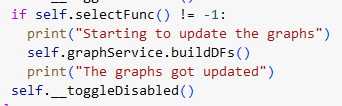 if self.selectFunc() != -1:
print("Starting to update the graphs")
self.graphService.buildDFs()
print("The graphs got updated")
self.__toggleDisabled()